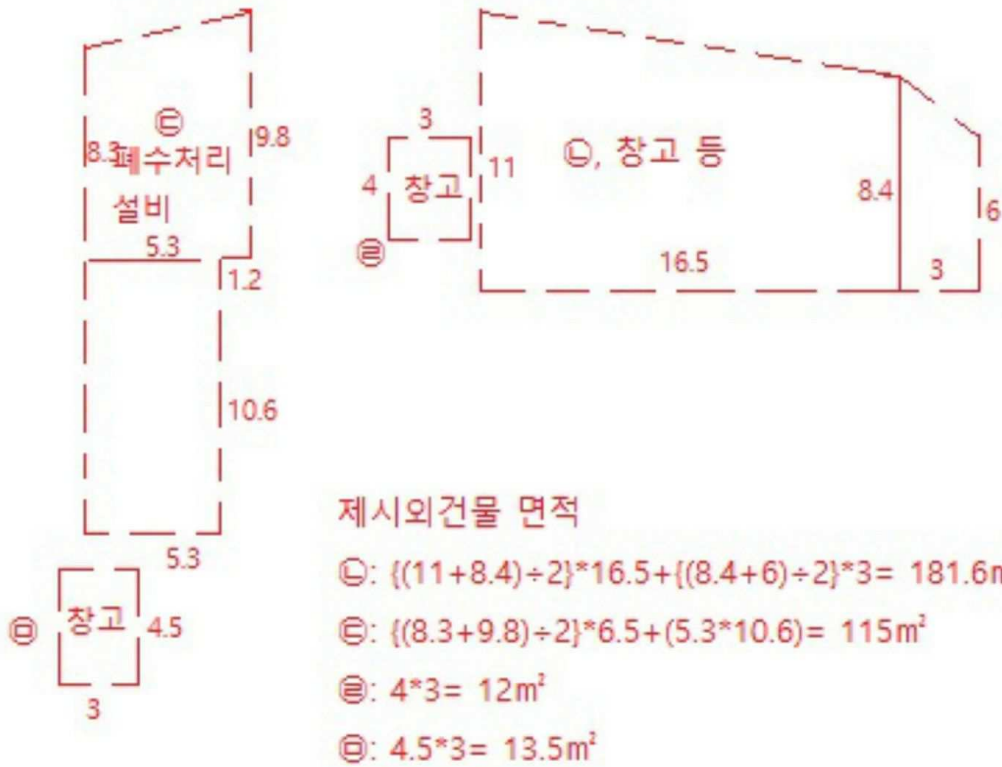 ㉢
8.3
폐수처리
설비
9.8
5.3
1.2
10.6
5.3
3
4
창고
㉣
11
㉡, 창고 등
16.5
8.4
3
6
㉤
창고
4.5
3
제시외건물 면적
㉡: {(11+8.4)÷2}*16.5+{(8.4+6)÷2}*3= 181.6m
㉢: {(8.3+9.8)÷2}*6.5+(5.3*10.6)= 115m²
㉣: 4*3= 12m²
㉤: 4.5*3= 13.5m²